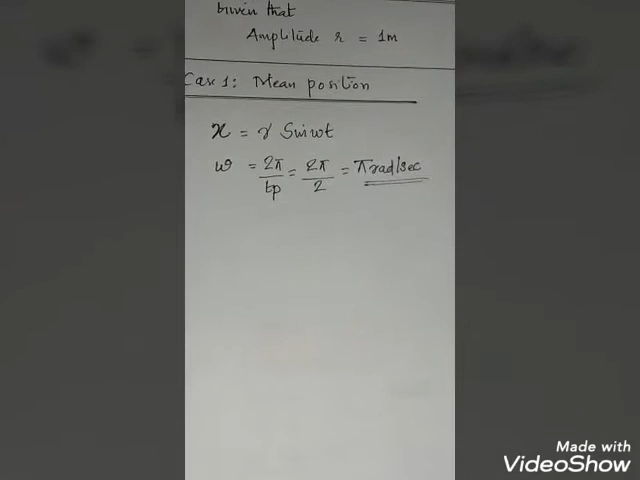 Given that
Amplitude r = 1m
Case 1: Mean position
x = r Sinωt
ω = 2π/tp = 2π/2 = π rad/sec
Made with
VideoShow